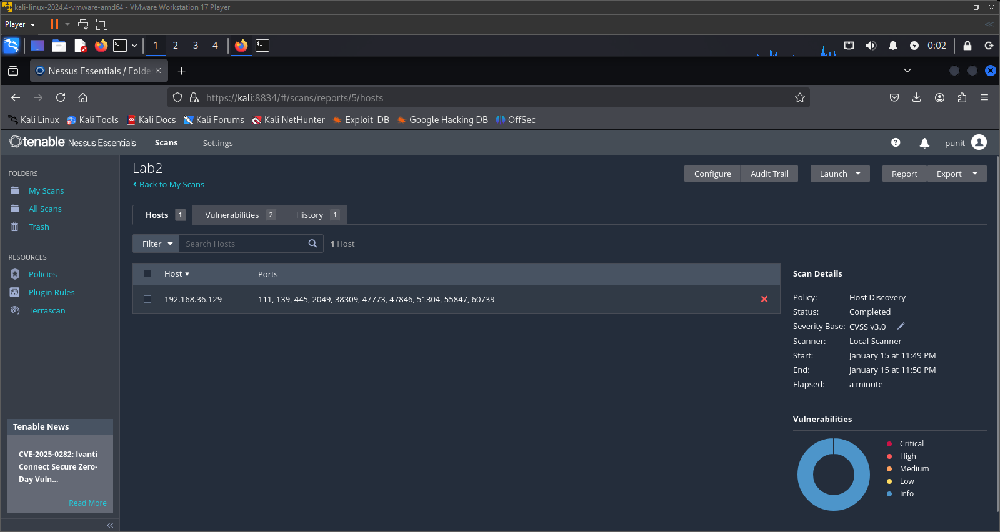 kali-linux-2024.4-vmware-amd64 - VMware Workstation 17 Player
Player
1 2 3 4 0:02
Nessus Essentials / Folde
https://kali:8834/#/scans/reports/5/hosts
Kali Linux Kali Tools Kali Docs Kali Forums Kali NetHunter Exploit-DB Google Hacking DB OffSec
tenable Nessus Essentials Scans Settings punit
FOLDERS
My Scans
All Scans
Trash
RESOURCES
Policies
Plugin Rules
Terrascan
Tenable News
CVE-2025-0282: Ivanti
Connect Secure Zero-
Day Vuln...
Read More
Lab2
Back to My Scans
Configure Audit Trail Launch Report Export
Hosts 1 Vulnerabilities 2 History 1
Filter Search Hosts 1 Host
Host Ports
192.168.36.129 111, 139, 445, 2049, 38309, 47773, 47846, 51304, 55847, 60739
Scan Details
Policy: Host Discovery
Status: Completed
Severity Base: CVSS v3.0
Scanner: Local Scanner
Start: January 15 at 11:49 PM
End: January 15 at 11:50 PM
Elapsed: a minute
Vulnerabilities
Critical
High
Medium
Low
Info